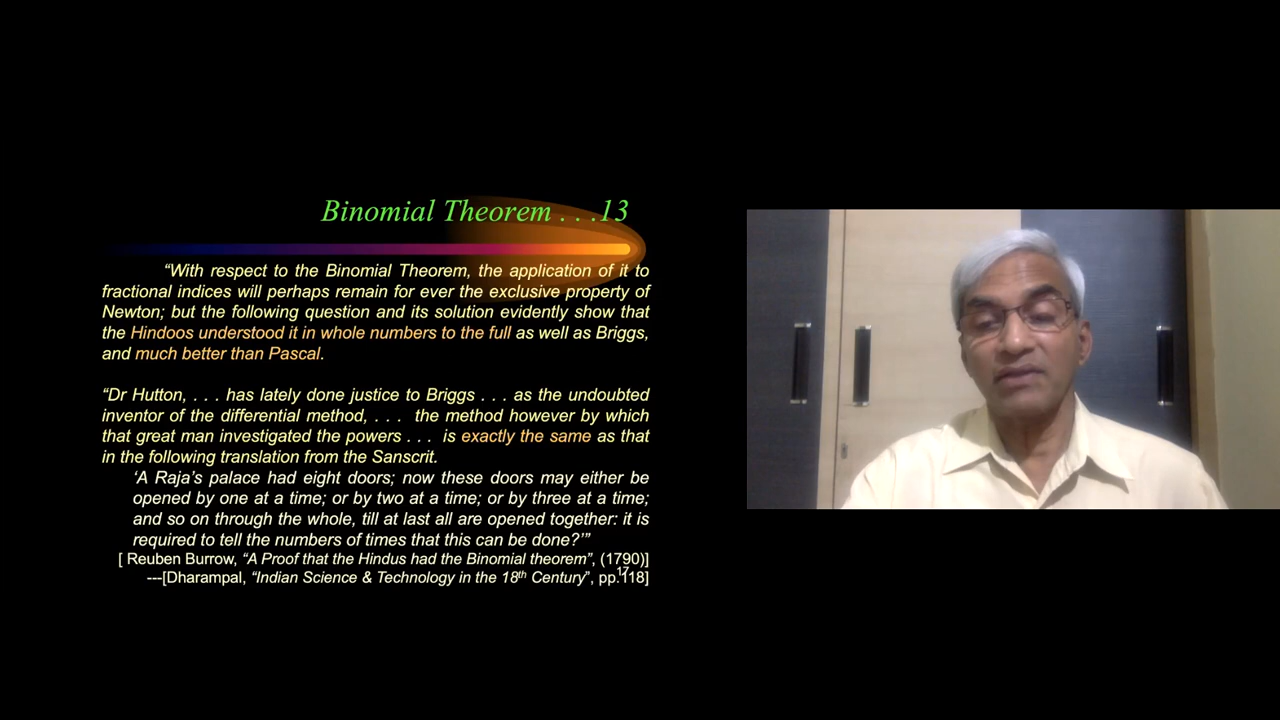 Binomial Theorem . . .13
“With respect to the Binomial Theorem, the application of it to
fractional indices will perhaps remain for ever the exclusive property of
Newton; but the following question and its solution evidently show that
the Hindoos understood it in whole numbers to the full as well as Briggs,
and much better than Pascal.
“Dr Hutton, . . . has lately done justice to Briggs . . . as the undoubted
inventor of the differential method, . . . the method however by which
that great man investigated the powers . . . is exactly the same as that
in the following translation from the Sanscrit.
‘A Raja’s palace had eight doors; now these doors may either be
opened by one at a time; or by two at a time; or by three at a time;
and so on through the whole, till at last all are opened together: it is
required to tell the numbers of times that this can be done?’”
[ Reuben Burrow, “A Proof that the Hindus had the Binomial theorem”, (1790)]
---[Dharampal, “Indian Science & Technology in the 18th Century”, pp.118]
17